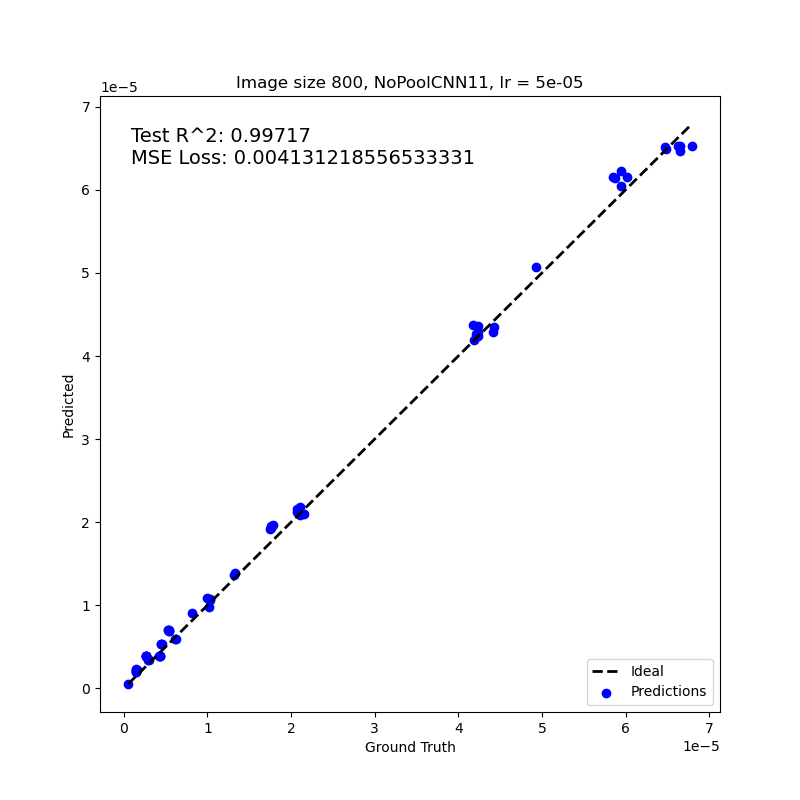 Image size 800, NoPoolCNN11, lr = 5e-05
1e−5
7
Test R^2: 0.99717
MSE Loss: 0.004131218556533331
6
5
4
3
2
1
0
Predicted
Ideal
Predictions
0 1 2 3 4 5 6 7
Ground Truth
1e−5